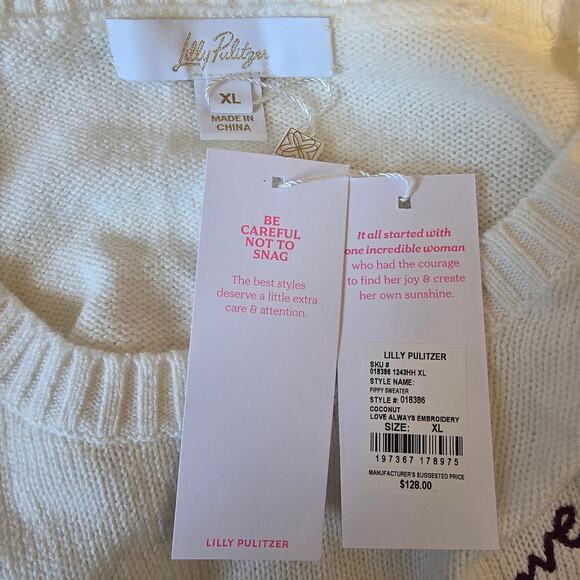 Lilly Pulitzer
XL
MADE IN
CHINA
BE
CAREFUL
NOT TO
SNAG
The best styles
deserve a little extra
care & attention.
LILLY PULITZER
It all started with
one incredible woman
who had the courage
to find her joy & create
her own sunshine.
LILLY PULITZER
SKU #
018386 1243HH XL
STYLE NAME:
PIPPY SWEATER
STYLE #: 018386
COCONUT
LOVE ALWAYS EMBROIDERY
SIZE: XL
197367 178975
MANUFACTURER'S SUGGESTED PRICE
$128.00
ve